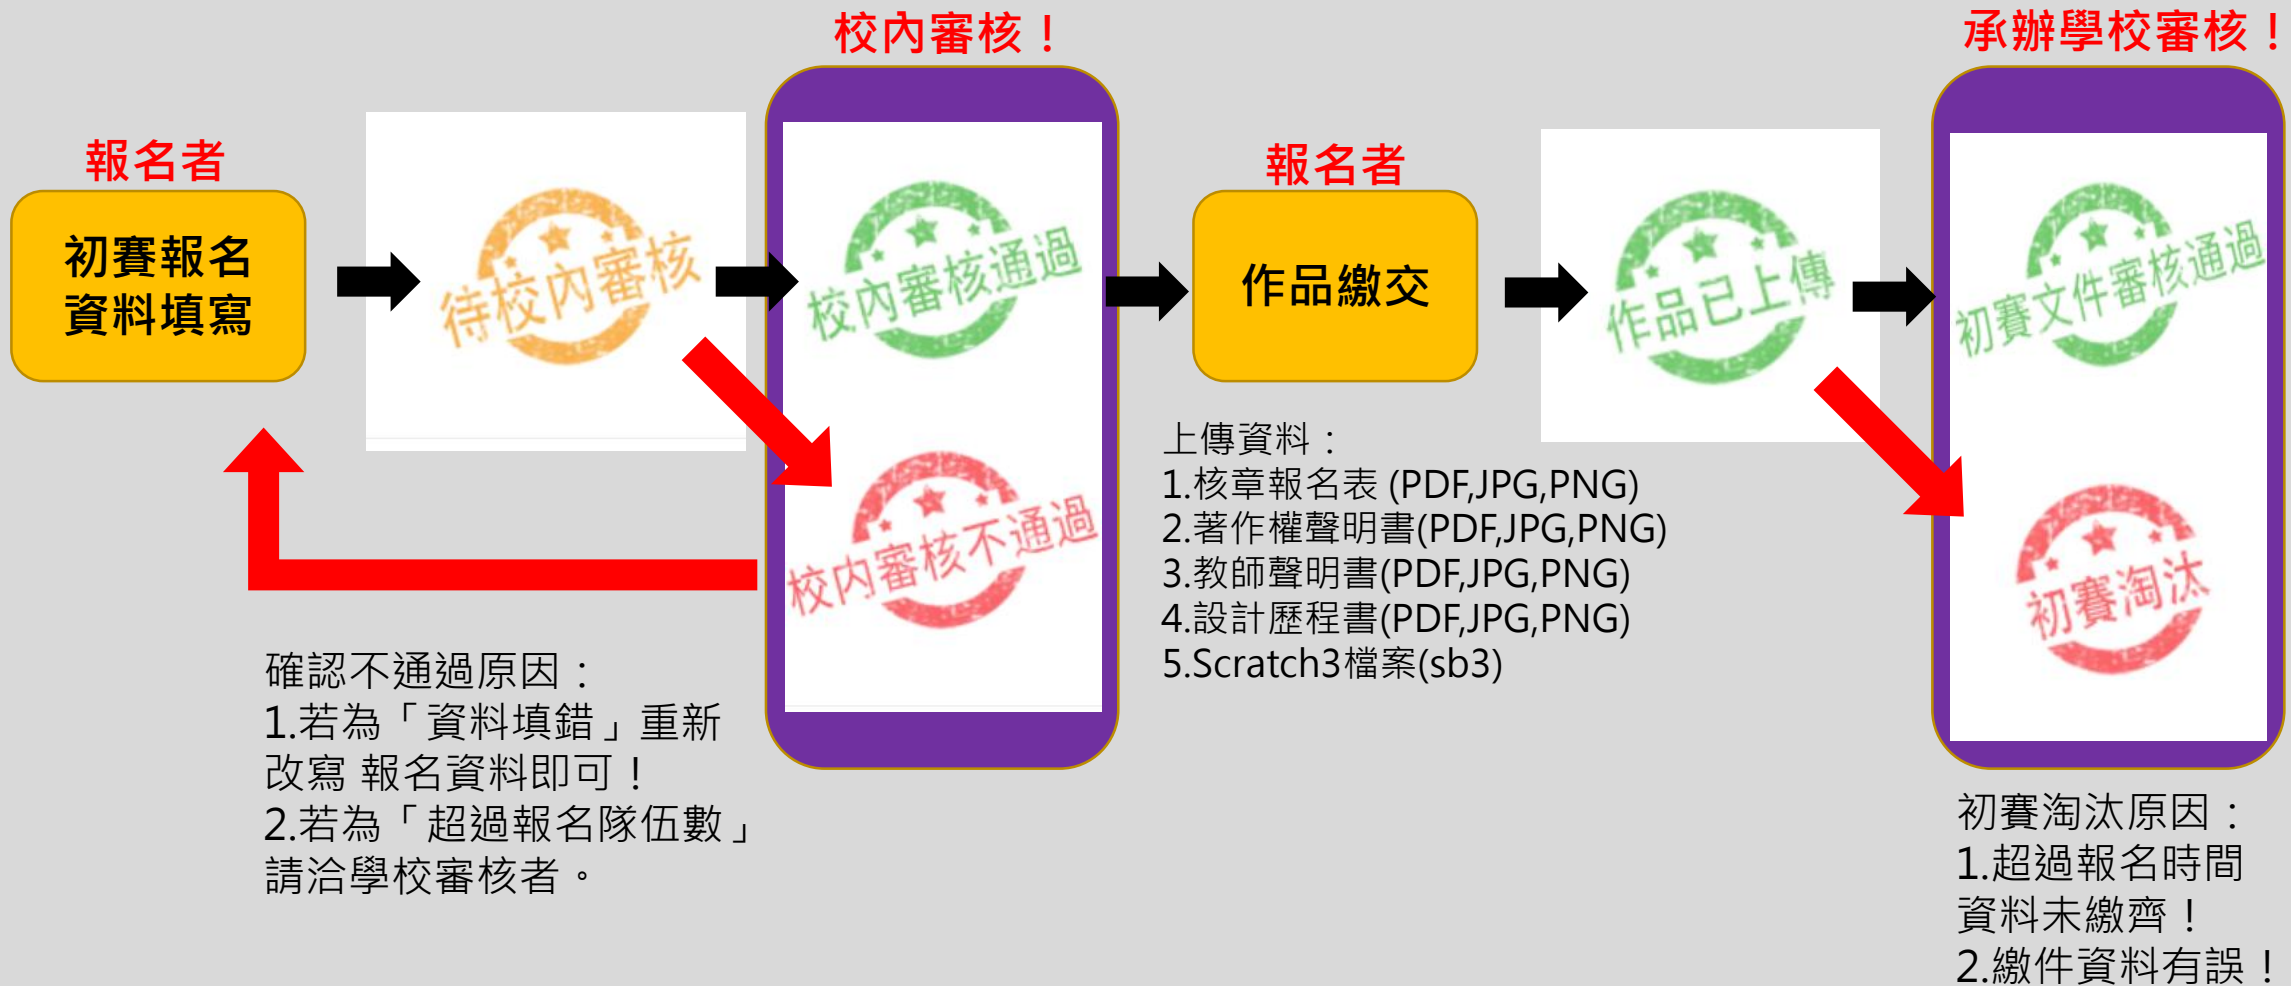 校內審核！
承辦學校審核！
報名者
初賽報名
資料填寫
待校內審核
校內審核通過
校內審核不通過
報名者
作品繳交
作品已上傳
初賽文件審核通過
初賽淘汰
確認不通過原因：
1.若為「資料填錯」重新
改寫 報名資料即可！
2.若為「超過報名隊伍數」
請洽學校審核者。
上傳資料：
1.核章報名表 (PDF,JPG,PNG)
2.著作權聲明書(PDF,JPG,PNG)
3.教師聲明書(PDF,JPG,PNG)
4.設計歷程書(PDF,JPG,PNG)
5.Scratch3檔案(sb3)
初賽淘汰原因：
1.超過報名時間
資料未繳齊！
2.繳件資料有誤！